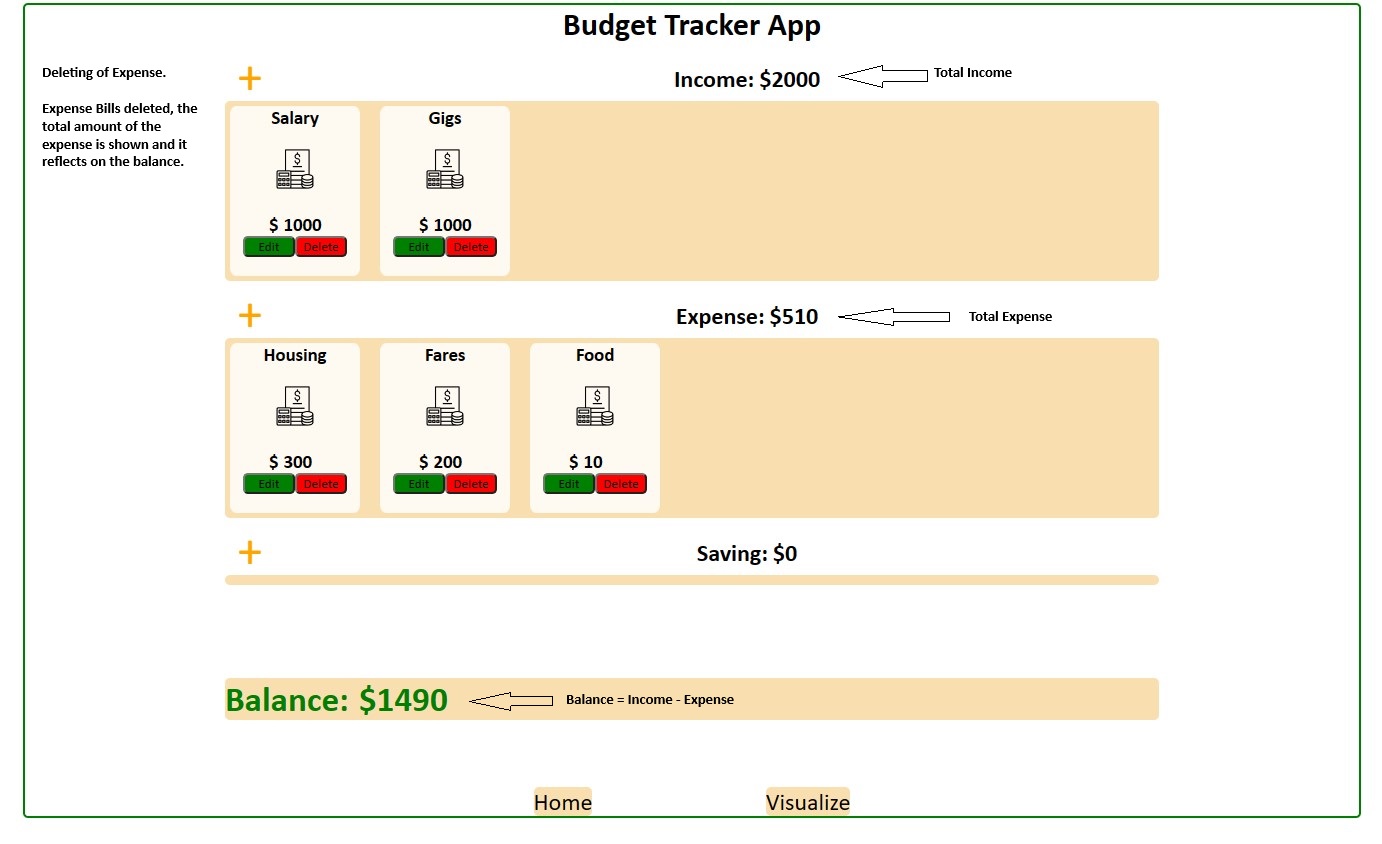 Budget Tracker App
Deleting of Expense.
Expense Bills deleted, the
total amount of the
expense is shown and it
reflects on the balance.
+
Income: $2000
Total Income
Salary
Gigs
$
$
$ 1000
$ 1000
Edit Delete
Edit Delete
+
Expense: $510
Total Expense
Housing
Fares
Food
$
$
$
$ 300
$ 200
$ 10
Edit Delete
Edit Delete
Edit Delete
+
Saving: $0
Balance: $1490
Balance = Income - Expense
Home
Visualize